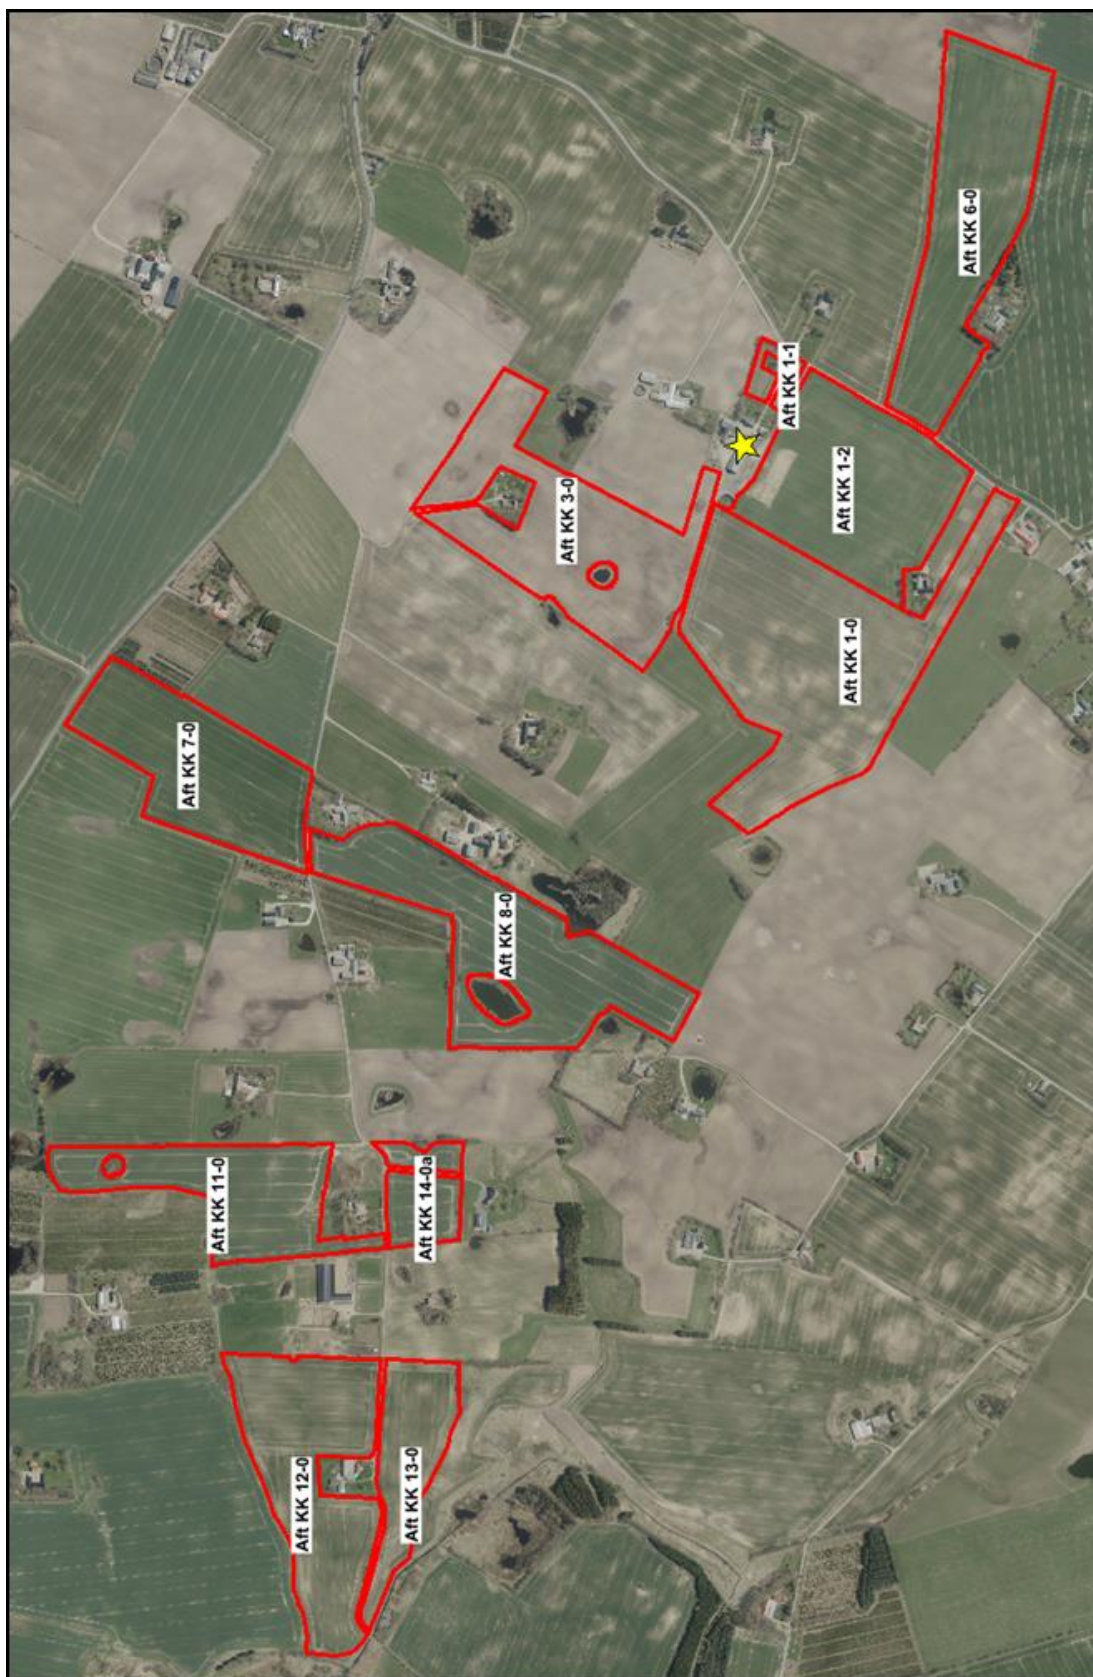 Aft KK 7-0
Aft KK 11-0
Aft KK 12-0
Aft KK 13-0
Aft KK 14-0a
Aft KK 8-0
Aft KK 3-0
Aft KK 1-1
Aft KK 1-2
Aft KK 1-0
Aft KK 6-0